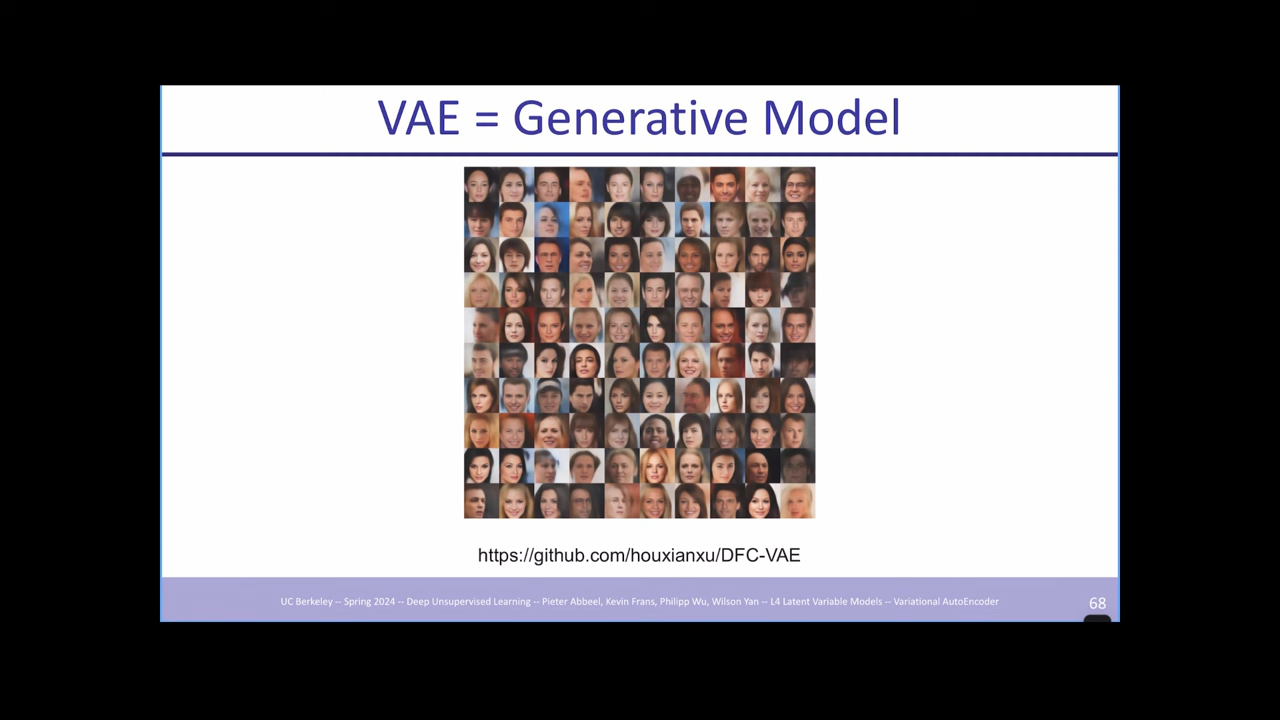 VAE = Generative Model
https://github.com/houxianxu/DFC-VAE
UC Berkeley -- Spring 2024 -- Deep Unsupervised Learning -- Pieter Abbeel, Kevin Frans, Philipp Wu, Wilson Yan -- L4 Latent Variable Models -- Variational AutoEncoder
68